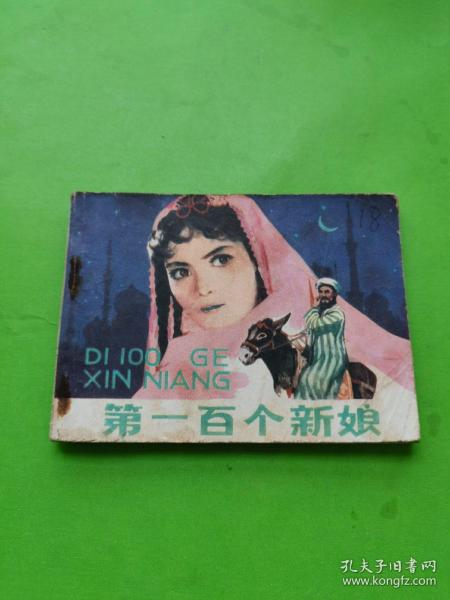 18
DI 100 GE
XIN NIANG
第一百个新娘
孔夫子旧书网
www.kongfz.com